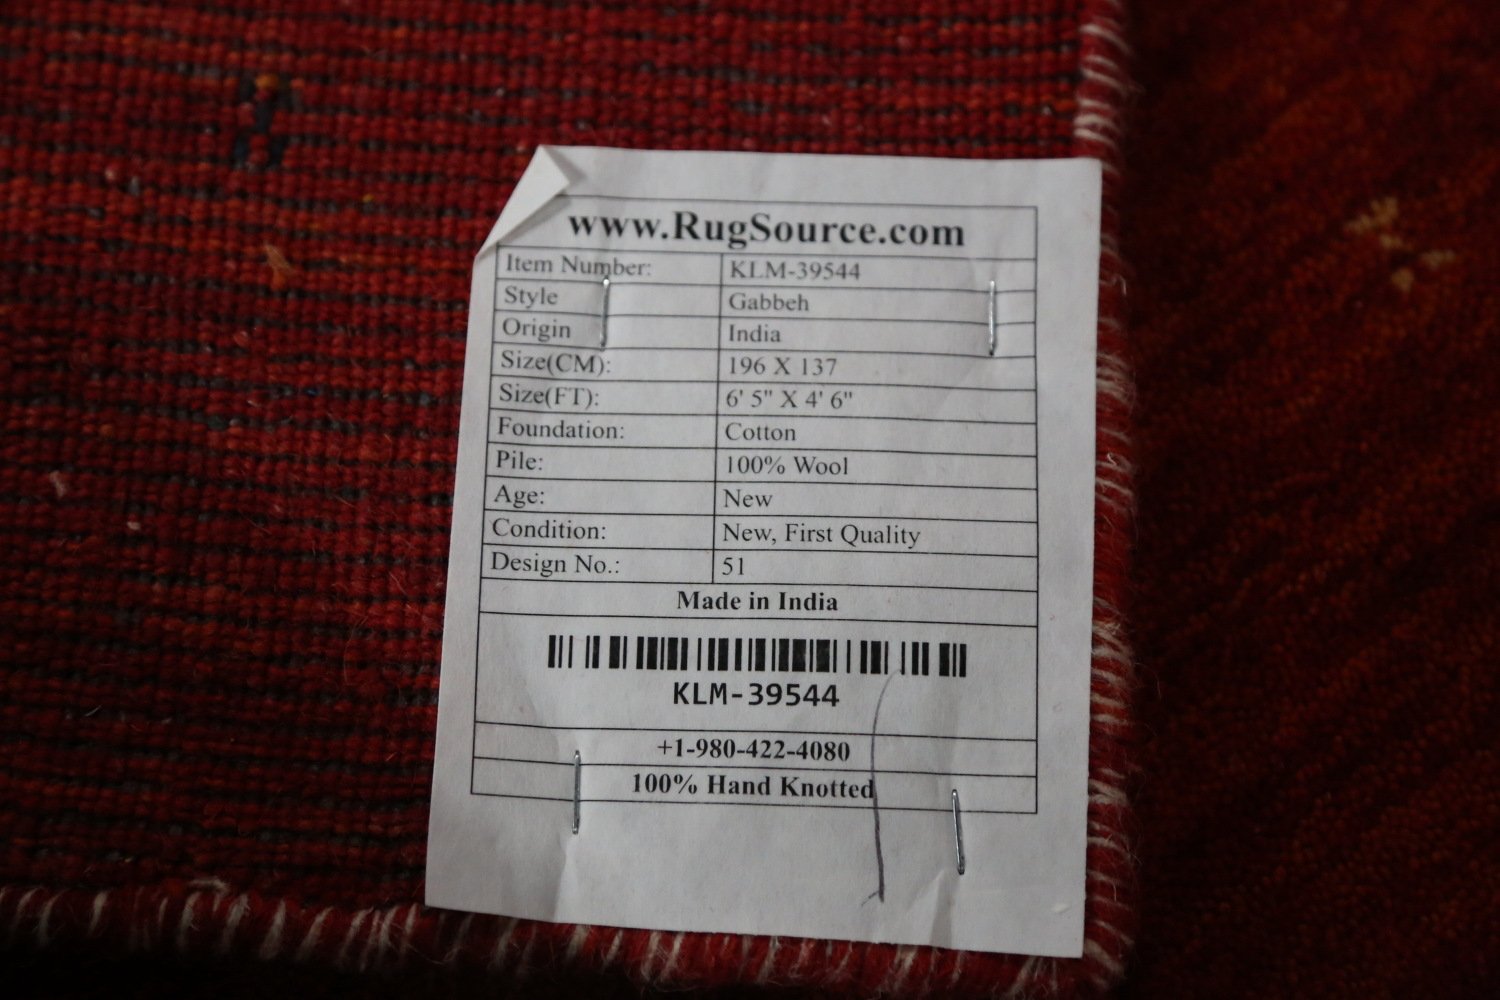 www.RugSource.com
Item Number: KLM-39544
Style Gabbeh
Origin India
Size(CM): 196 X 137
Size(FT): 6' 5" X 4' 6"
Foundation: Cotton
Pile: 100% Wool
Age: New
Condition: New, First Quality
Design No.: 51
Made in India
KLM-39544
+1-980-422-4080
100% Hand Knotted